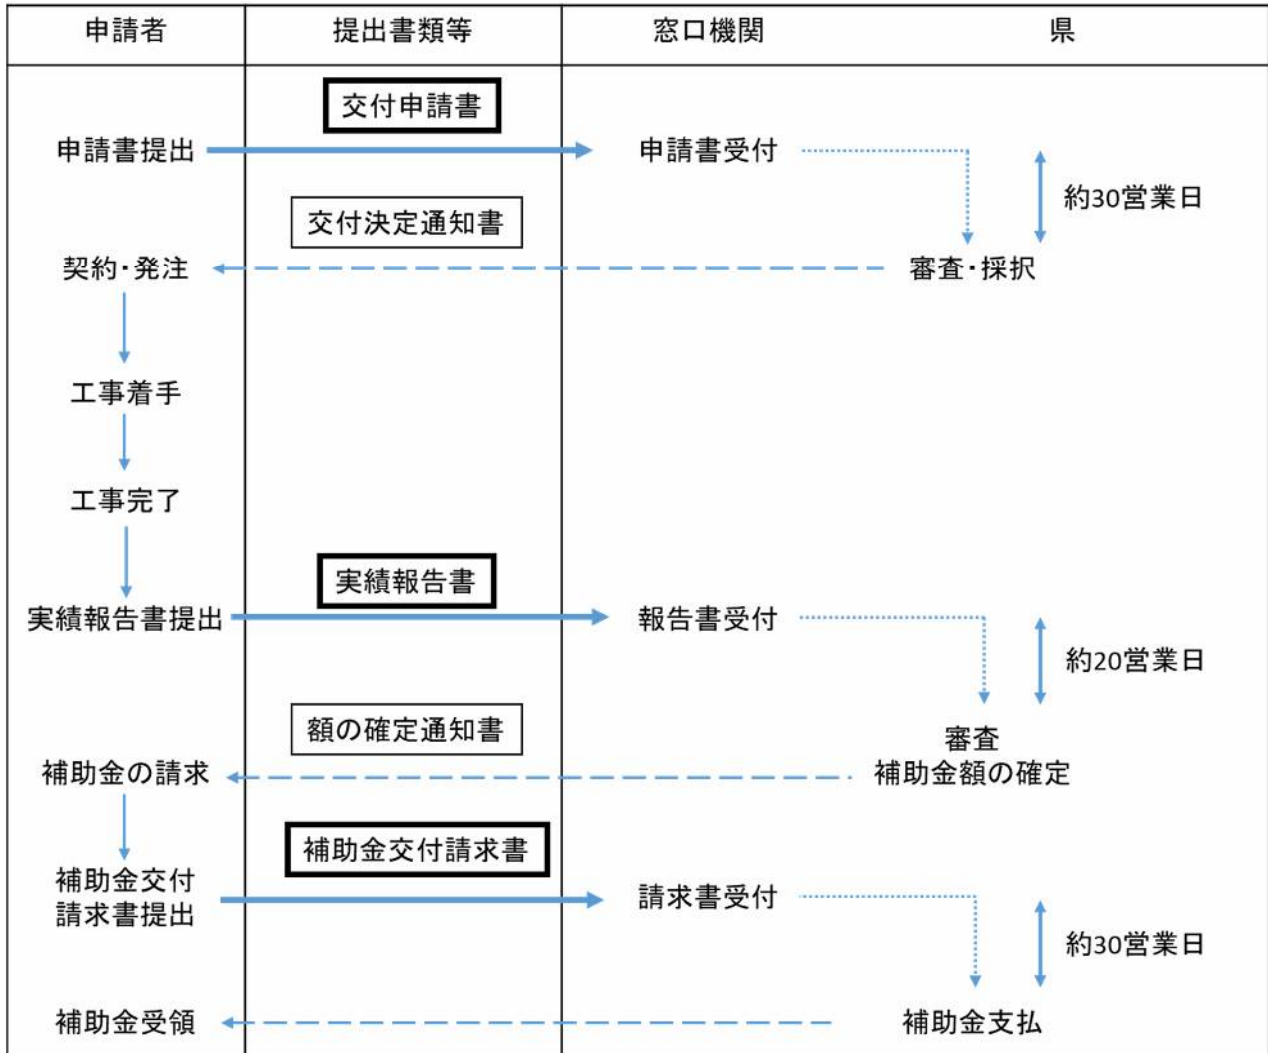 申請者
提出書類等
窓口機関
県
交付申請書
申請書提出
申請書受付
約30営業日
交付決定通知書
契約・発注
審査・採択
工事着手
工事完了
実績報告書
実績報告書提出
報告書受付
約20営業日
額の確定通知書
審査
補助金の請求
補助金額の確定
補助金交付請求書
補助金交付
請求書提出
請求書受付
約30営業日
補助金受領
補助金支払